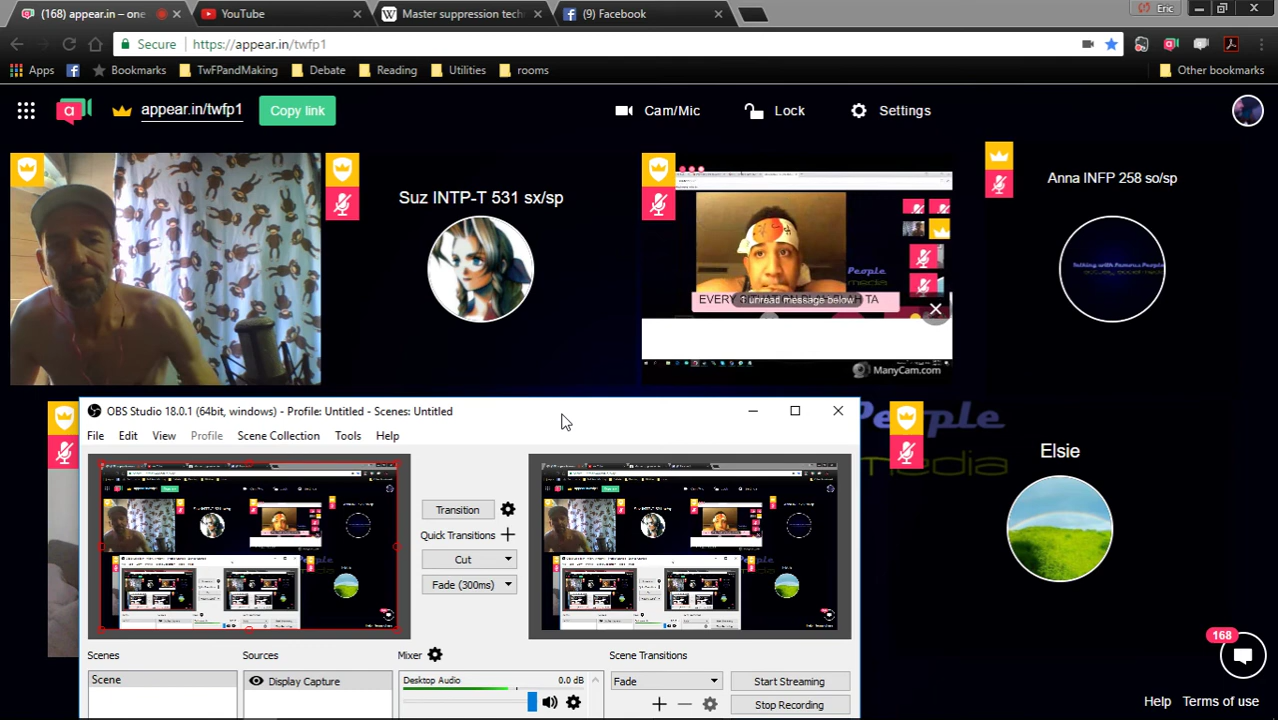 (168) appear.in – one
YouTube
Master suppression tech
(9) Facebook
Eric
Secure
https://appear.in/twfp1
Apps
Bookmarks
TwFPandMaking
Debate
Reading
Utilities
rooms
Other bookmarks
appear.in/twfp1
Copy link
Cam/Mic
Lock
Settings
Suz INTP-T 531 sx/sp
Anna INFP 258 so/sp
People
EVERY
1 unread message below
TA
ManyCam.com
OBS Studio 18.0.1 (64bit, windows) - Profile: Untitled - Scenes: Untitled
File Edit View Profile Scene Collection Tools Help
People
media
Elsie
Transition
Quick Transitions
Cut
Fade (300ms)
168
Scenes
Sources
Mixer
Scene Transitions
Scene
Display Capture
Desktop Audio
0.0 dB
Fade
Start Streaming
Stop Recording
Help
Terms of use